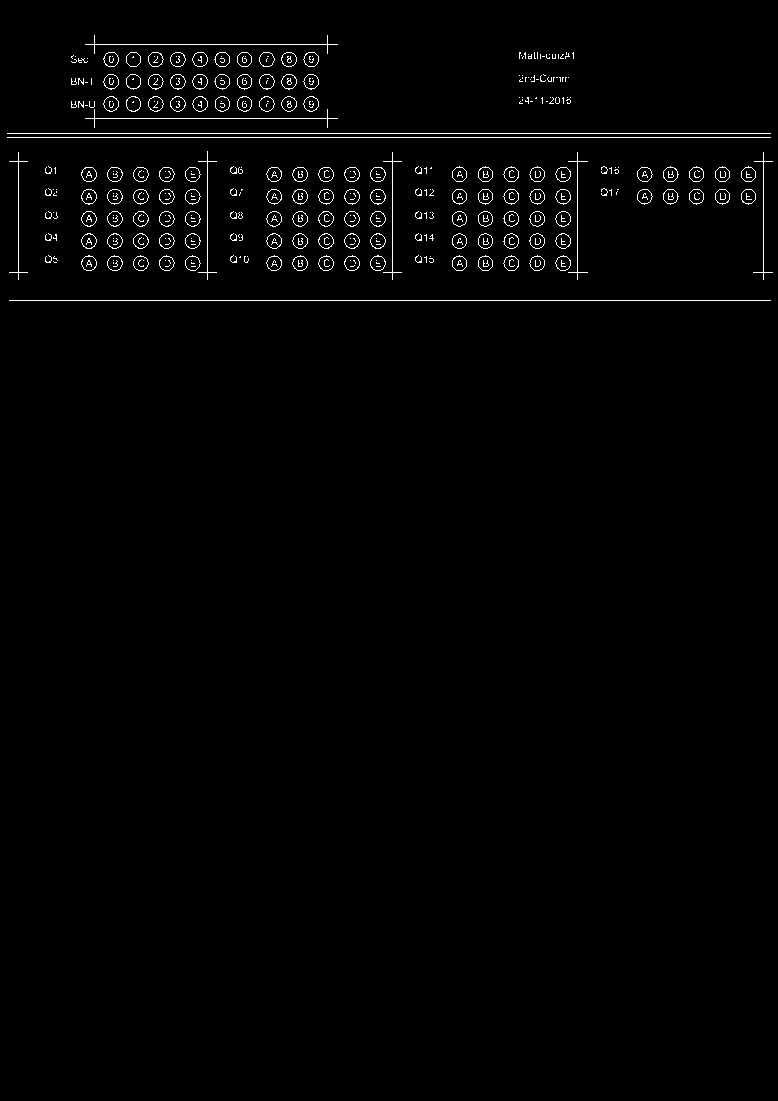 Sec 0 1 2 3 4 5 6 7 8 9
BN-T 0 1 2 3 4 5 6 7 8 9
BN-U 0 1 2 3 4 5 6 7 8 9
Math-quiz#1
2nd-Comm
24-11-2016
Q1 A B C D E
Q2 A B C D E
Q3 A B C D E
Q4 A B C D E
Q5 A B C D E
Q6 A B C D E
Q7 A B C D E
Q8 A B C D E
Q9 A B C D E
Q10 A B C D E
Q11 A B C D E
Q12 A B C D E
Q13 A B C D E
Q14 A B C D E
Q15 A B C D E
Q16 A B C D E
Q17 A B C D E